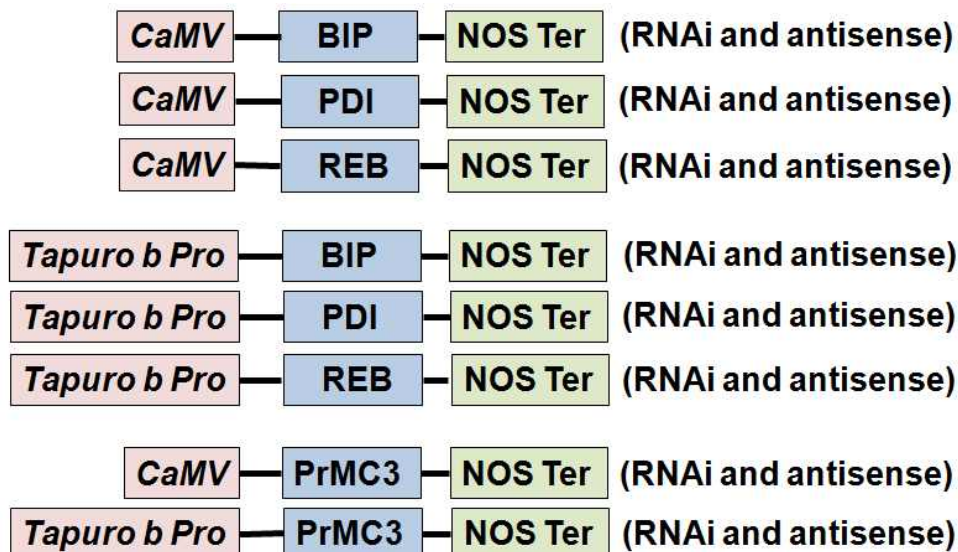 CaMV BIP NOS Ter (RNAi and antisense)
CaMV PDI NOS Ter (RNAi and antisense)
CaMV REB NOS Ter (RNAi and antisense)
Tapuro b Pro BIP NOS Ter (RNAi and antisense)
Tapuro b Pro PDI NOS Ter (RNAi and antisense)
Tapuro b Pro REB NOS Ter (RNAi and antisense)
CaMV PrMC3 NOS Ter (RNAi and antisense)
Tapuro b Pro PrMC3 NOS Ter (RNAi and antisense)